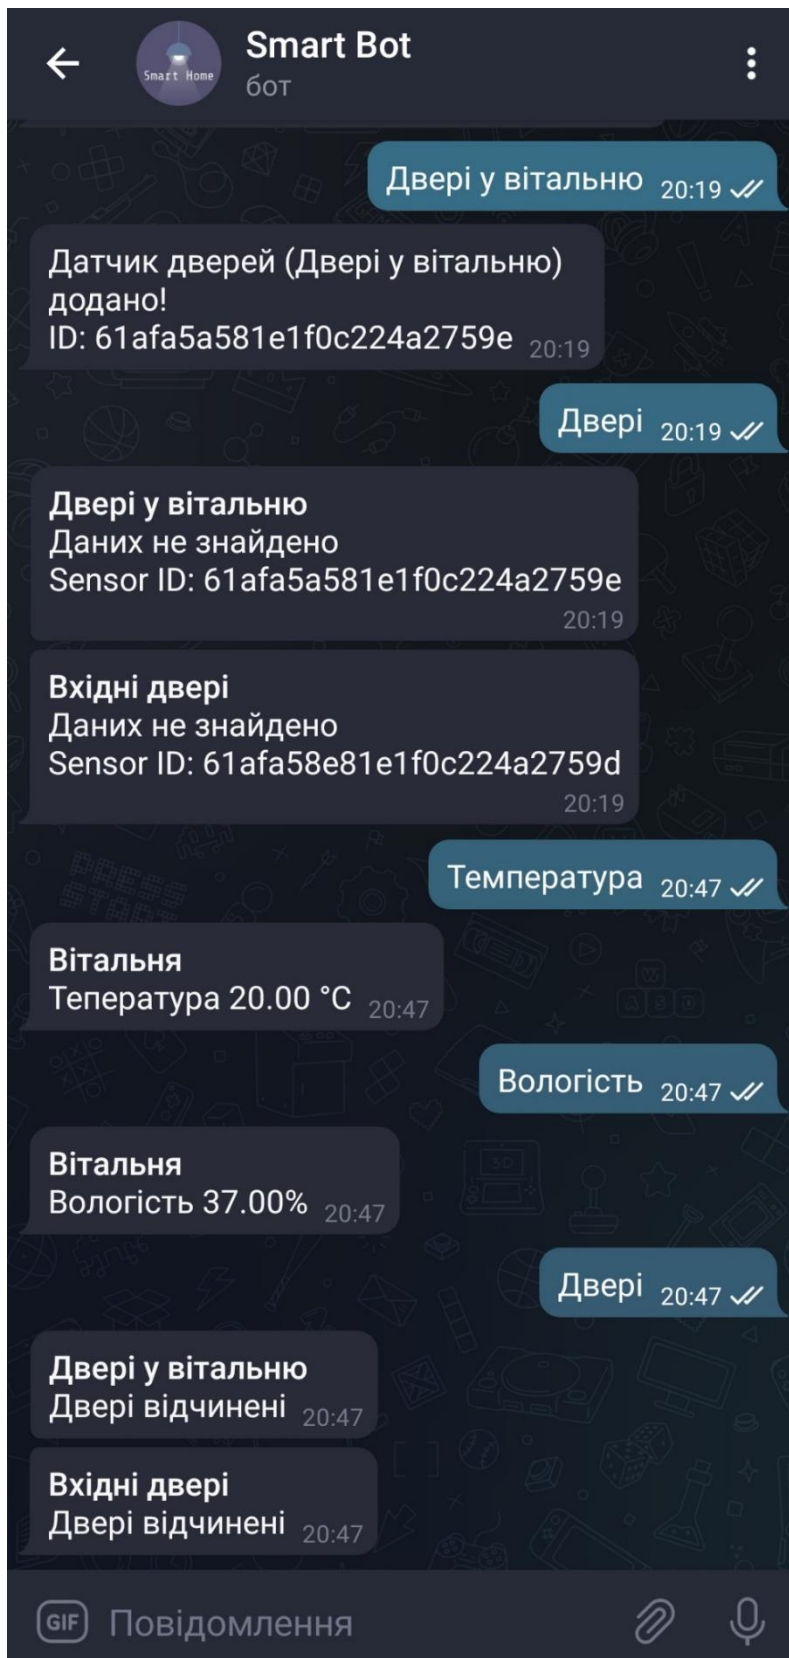 Smart Bot
бот
Smart Home
Двері у вітальню 20:19
Датчик дверей (Двері у вітальню)
додано!
ID: 61afa5a581e1f0c224a2759e 20:19
Двері 20:19
Двері у вітальню
Даних не знайдено
Sensor ID: 61afa5a581e1f0c224a2759e
20:19
Вхідні двері
Даних не знайдено
Sensor ID: 61afa58e81e1f0c224a2759d
20:19
Температура 20:47
Вітальня
Тепература 20.00 °C 20:47
Вологість 20:47
Вітальня
Вологість 37.00% 20:47
Двері 20:47
Двері у вітальню
Двері відчинені 20:47
Вхідні двері
Двері відчинені 20:47
GIF Повідомлення